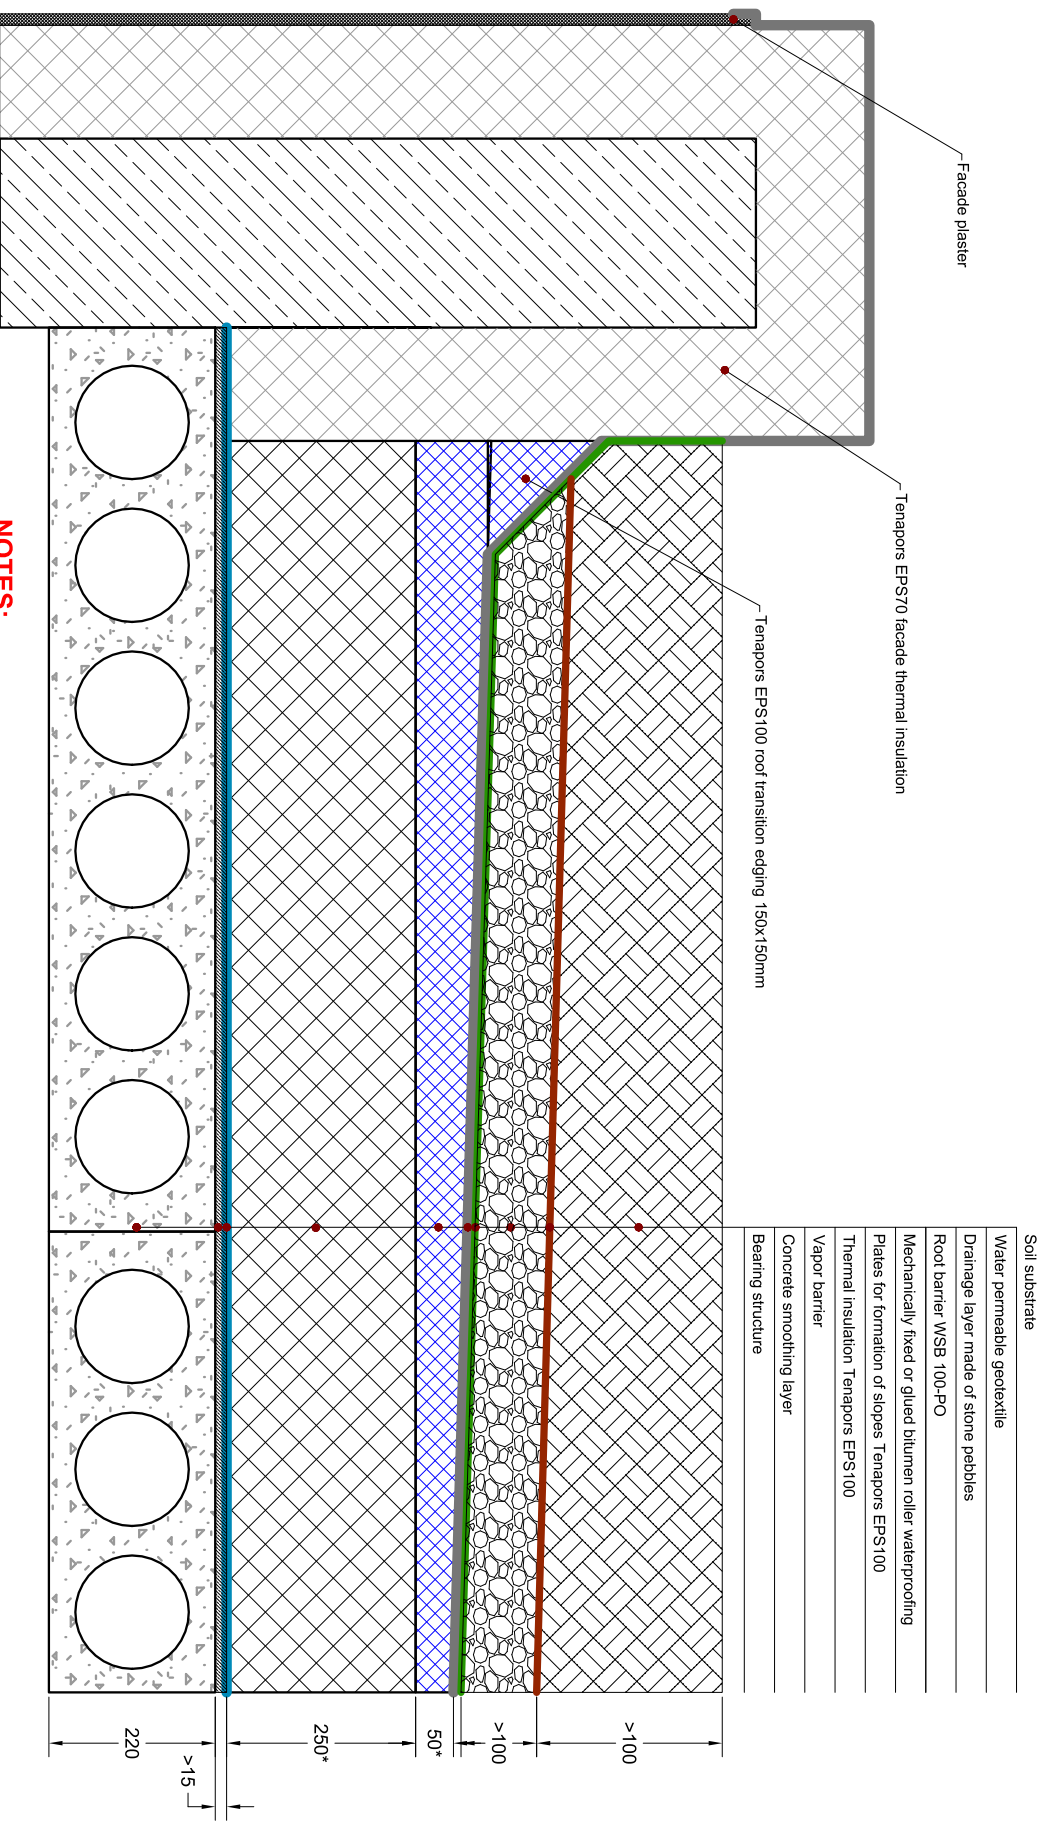 Facade plaster
Tenapors EPS70 facade thermal insulation
Tenapors EPS100 roof transition edging 150x150mm
Soil substrate
Water permeable geotextile
Drainage layer made of stone pebbles
Root barrier WSB 100-PO
Mechanically fixed or glued bitumen roller waterproofing
Plates for formation of slopes Tenapors EPS100
Thermal insulation Tenapors EPS100
Vapor barrier
Concrete smoothing layer
Bearing structure
>100
>100
50*
250*
>15
220
NOTES: